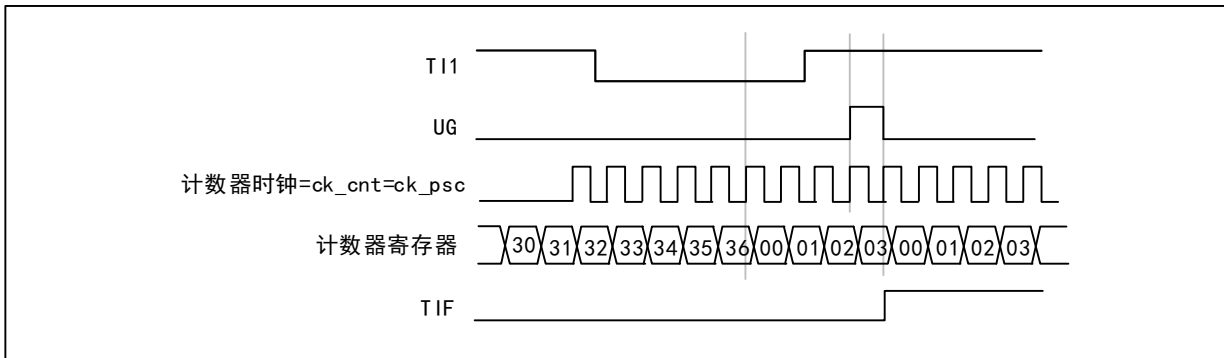 TI1
UG
计数器时钟=ck_cnt=ck_psc
计数器寄存器 30 31 32 33 34 35 36 00 01 02 03 00 01 02 03
TIF